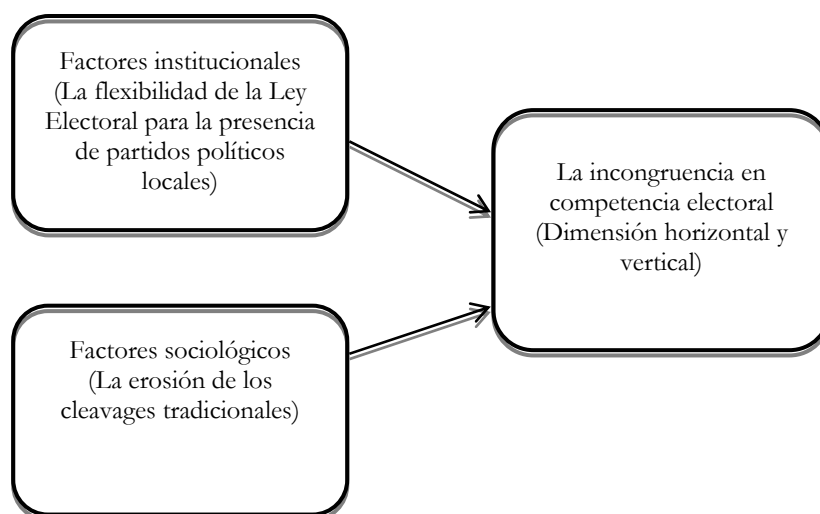 Factores institucionales
(La flexibilidad de la Ley
Electoral para la presencia
de partidos políticos
locales)
La incongruencia en
competencia electoral
(Dimensión horizontal y
vertical)
Factores sociológicos
(La erosión de los
cleavages tradicionales)